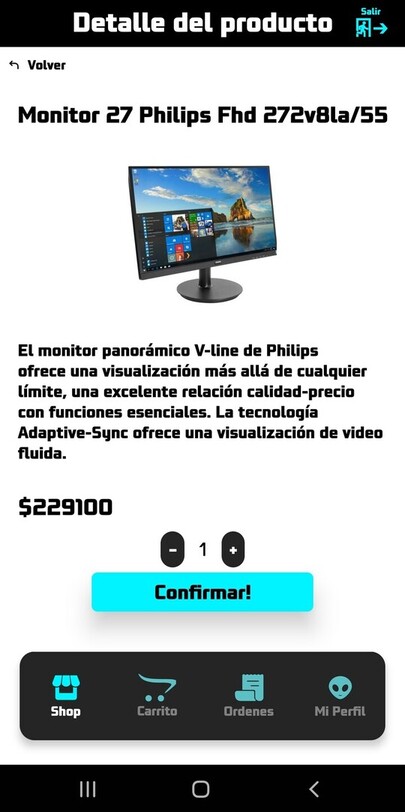 Detalle del producto
Salir
Volver
Monitor 27 Philips Fhd 272v8la/55
El monitor panorámico V-line de Philips
ofrece una visualización más allá de cualquier
límite, una excelente relación calidad-precio
con funciones esenciales. La tecnología
Adaptive-Sync ofrece una visualización de video
fluida.
$229100
- 1 +
Confirmar!
Shop
Carrito
Ordenes
Mi Perfil